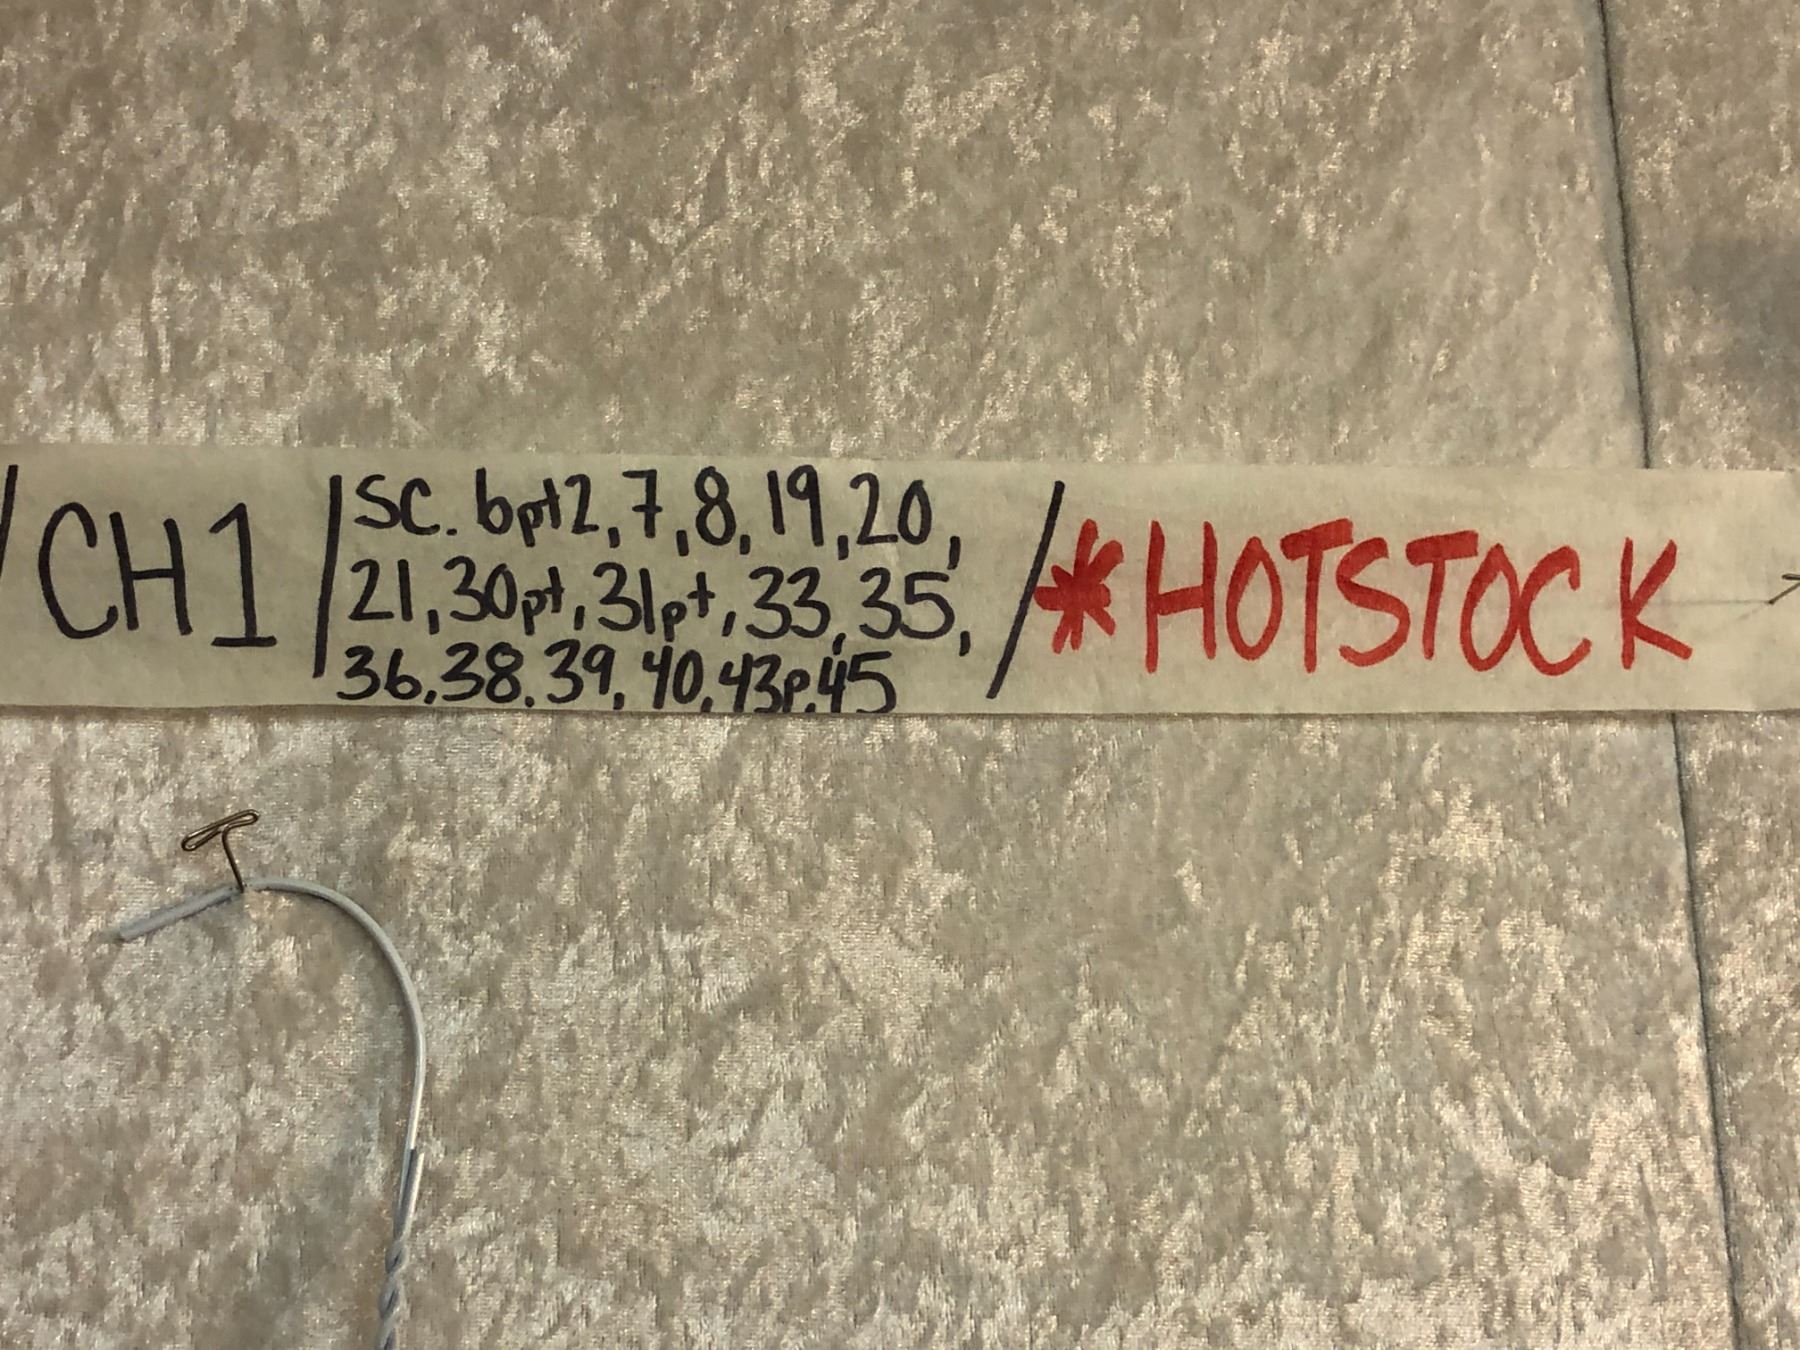 /CH1/
SC. 6pt2, 7, 8, 19, 20,
21, 30pt, 31pt, 33, 35,
36, 38, 39, 40, 43p, 45
/*HOTSTOCK